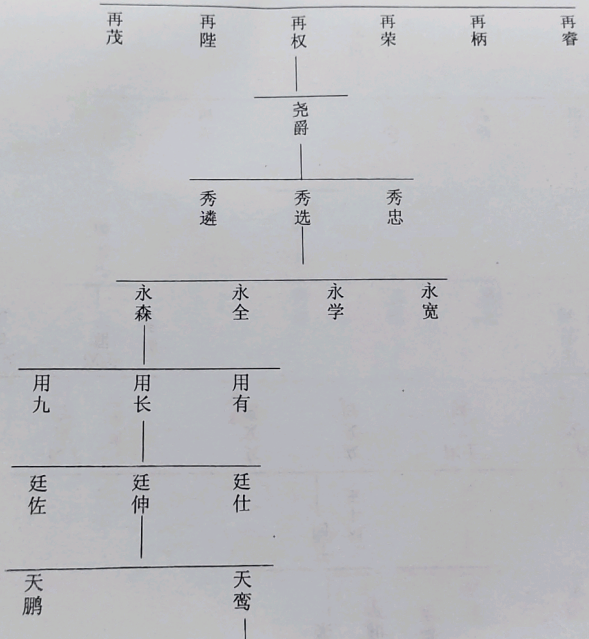 再茂 再陛 再权 再荣 再柄 再睿
尧爵
秀遴 秀选 秀忠
永森 永全 永学 永宽
用九 用长 用有
廷佐 廷伸 廷仕
天鹏 天鸾